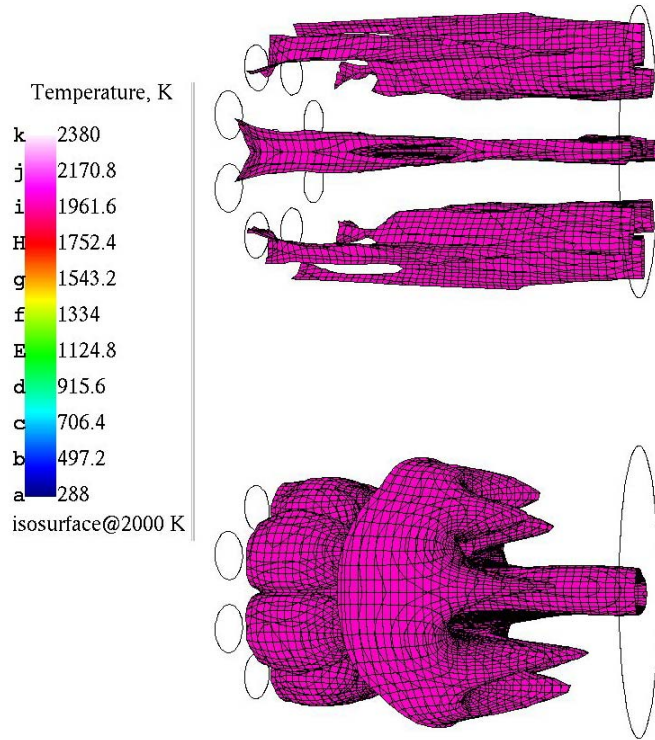 Temperature, K
k 2380
j 2170.8
i 1961.6
H 1752.4
g 1543.2
f 1334
E 1124.8
d 915.6
c 706.4
b 497.2
a 288
isosurface@2000 K